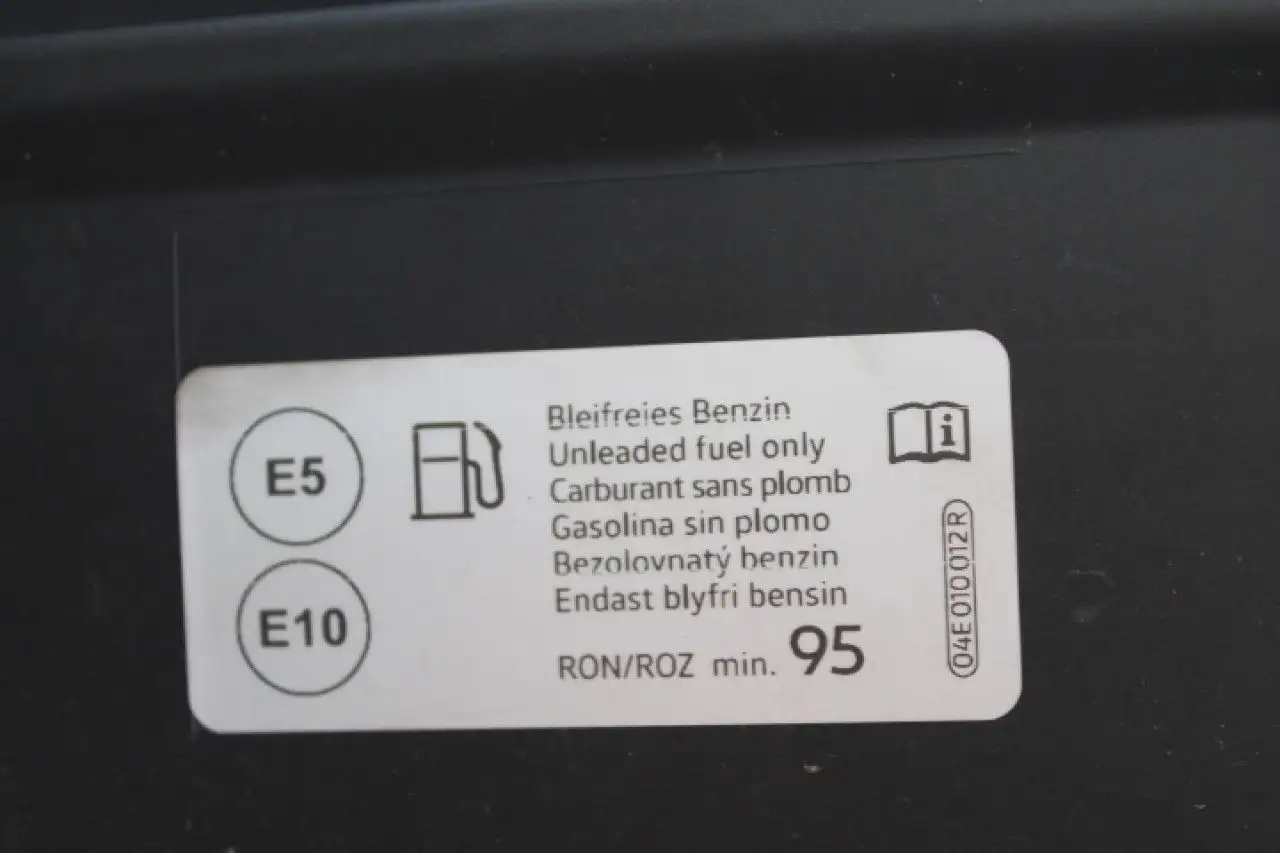 E5
E10
Bleifreies Benzin
Unleaded fuel only
Carburant sans plomb
Gasolina sin plomo
Bezolovnatý benzin
Endast blyfri bensin
RON/ROZ min. 95
i
04E 010 012 R